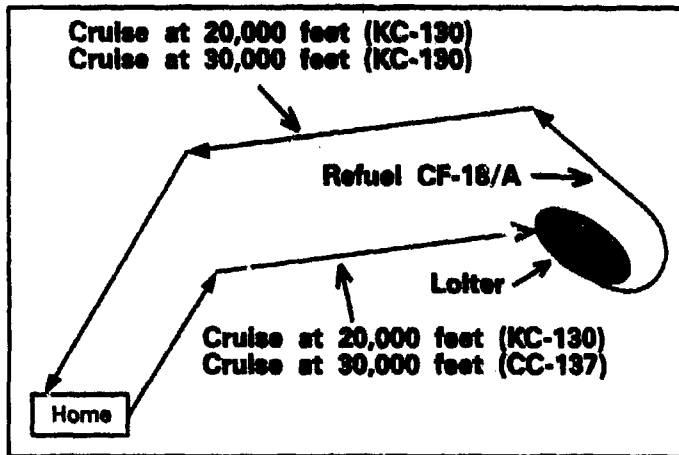 Cruise at 20,000 feet (KC-130)
Cruise at 30,000 feet (KC-130)
Refuel CF-18/A
Loiter
Cruise at 20,000 feet (KC-130)
Cruise at 30,000 feet (CC-137)
Home